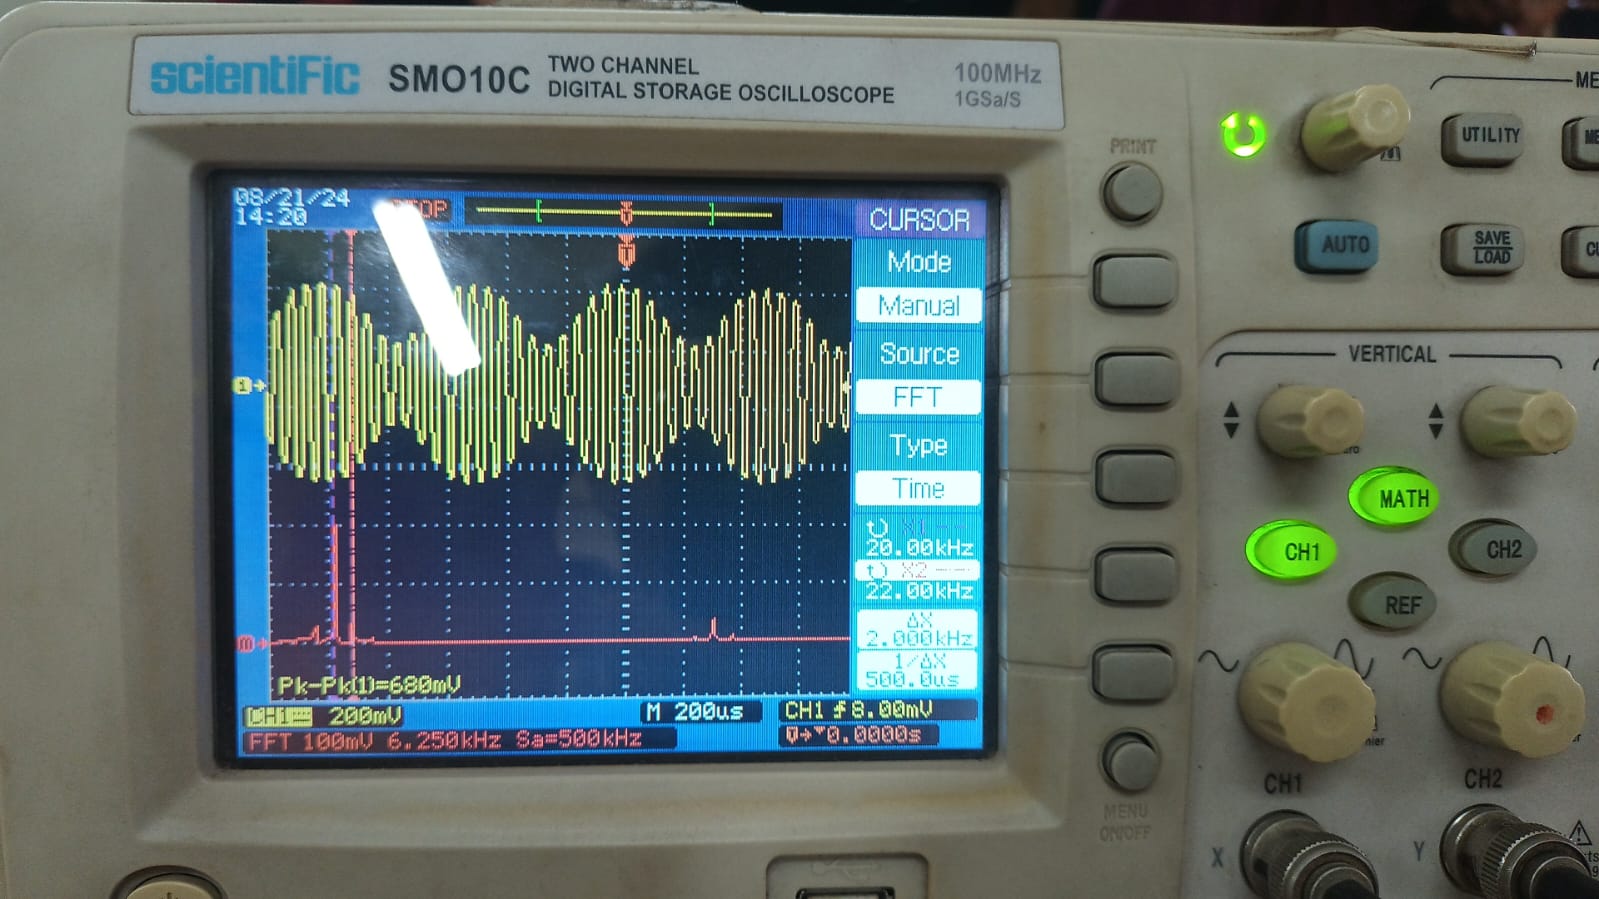 scientiFic SMO10C TWO CHANNEL
DIGITAL STORAGE OSCILLOSCOPE
100MHz
1GSa/S
PRINT
08/21/24
14:20
CURSOR
Mode
Manual
Source
FFT
Type
Time
X1
20.00kHz
X2
22.00kHz
ΔX
2.000kHz
1/ΔX
500.0us
1
M
Pk-Pk(1)=680mV
CH1 200mV
M 200us
CH1 8.00mV
FFT 100mV 6.250kHz Sa=500kHz
0.0000s
MENU
ON/OFF
UTILITY
AUTO
SAVE
LOAD
VERTICAL
MATH
CH1
CH2
REF
CH1
CH2
X
Y